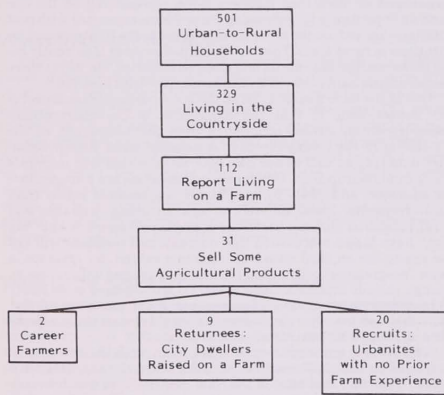 501
Urban-to-Rural
Households
329
Living in the
Countryside
112
Report Living
on a Farm
31
Sell Some
Agricultural Products
2
Career
Farmers
9
Returnees:
City Dwellers
Raised on a Farm
20
Recruits:
Urbanites
with no Prior
Farm Experience